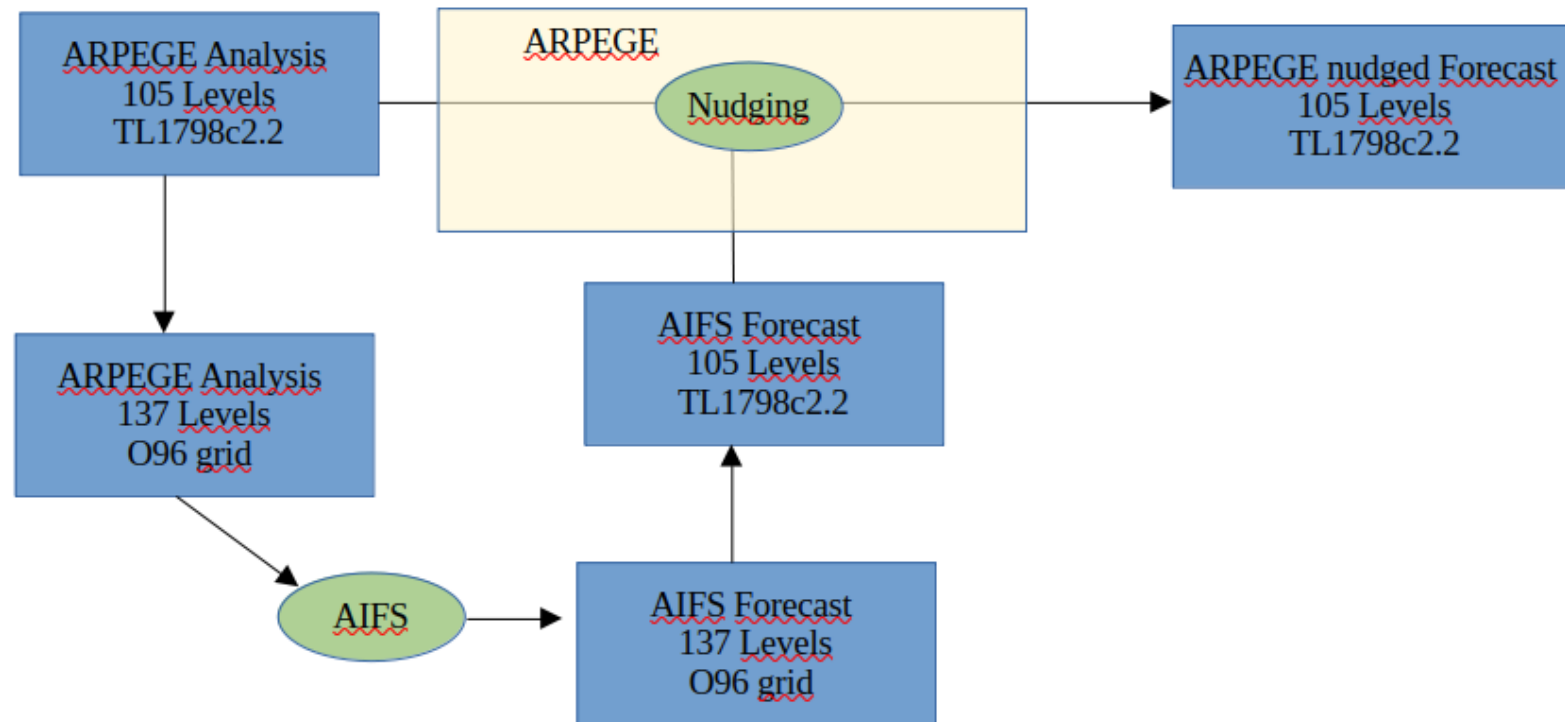 ARPEGE Analysis
105 Levels
TL1798c2.2
ARPEGE
Nudging
ARPEGE nudged Forecast
105 Levels
TL1798c2.2
ARPEGE Analysis
137 Levels
O96 grid
AIFS Forecast
105 Levels
TL1798c2.2
AIFS
AIFS Forecast
137 Levels
O96 grid